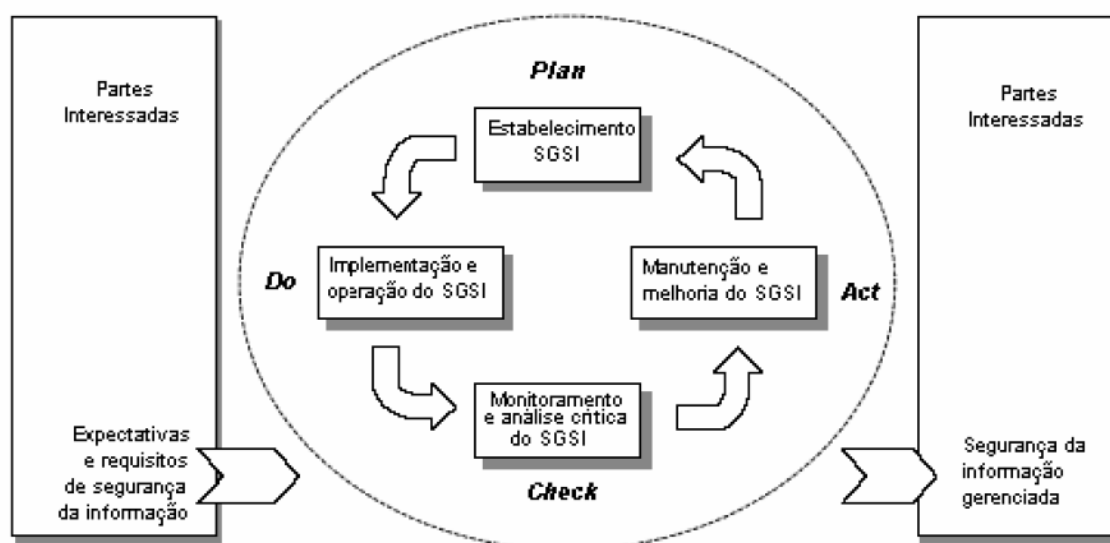 Partes
Interessadas
Expectativas
e requisitos
de segurança
da informação
Plan
Estabelecimento
SGSI
Do
Implementação e
operação do SGSI
Manutenção e
melhoria do SGSI
Act
Monitoramento
e análise crítica
do SGSI
Check
Partes
Interessadas
Segurança da
informação
gerenciada